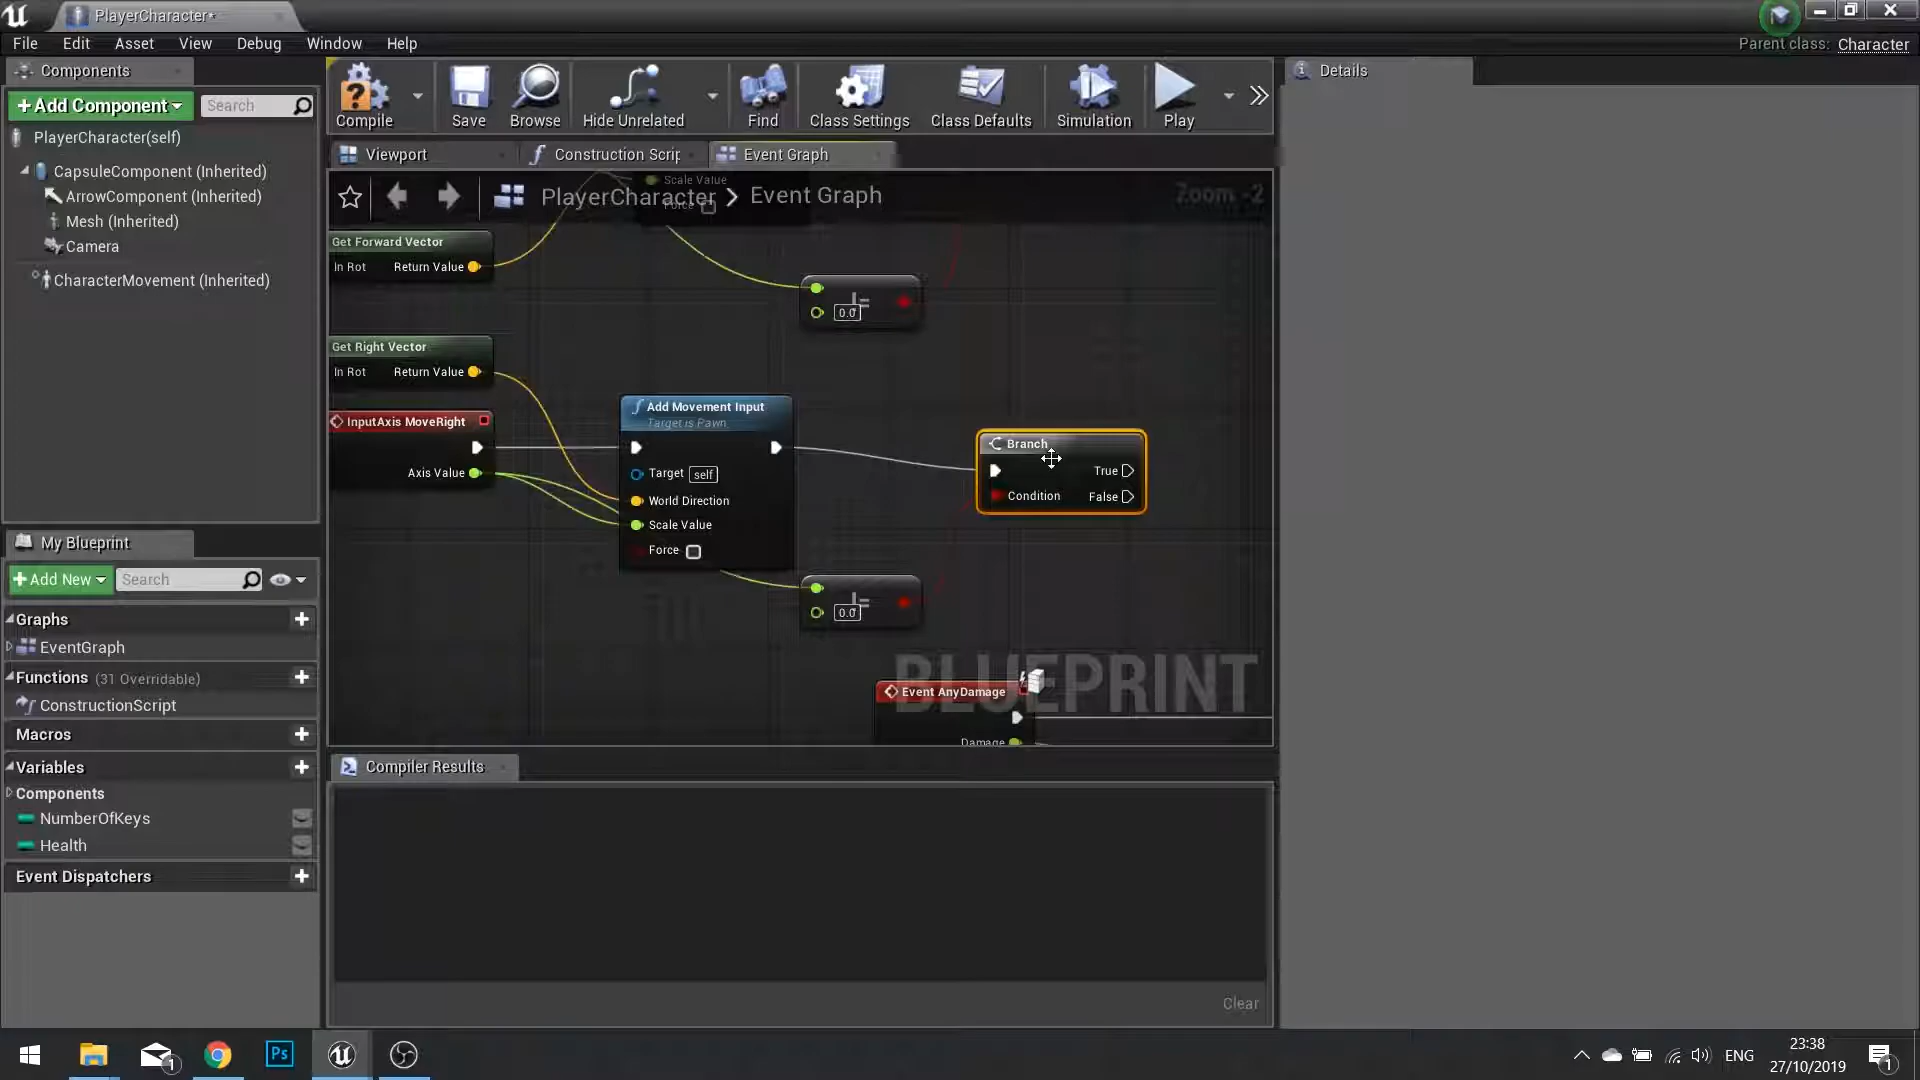 PlayerCharacter*
File Edit Asset View Debug Window Help
Parent class: Character
Components
+Add Component
Search
PlayerCharacter(self)
CapsuleComponent (Inherited)
ArrowComponent (Inherited)
Mesh (Inherited)
Camera
CharacterMovement (Inherited)
My Blueprint
+Add New
Search
Graphs
EventGraph
Functions (31 Overridable)
ConstructionScript
Macros
Variables
Components
NumberOfKeys
Health
Event Dispatchers
Compile
Save
Browse
Hide Unrelated
Find
Class Settings
Class Defaults
Simulation
Play
Viewport
Construction Scrip
Event Graph
PlayerCharacter > Event Graph
Zoom -2
Scale Value
Force
Get Forward Vector
In Rot Return Value
!=
0.0
Get Right Vector
In Rot Return Value
InputAxis MoveRight
Axis Value
Add Movement Input
Target is Pawn
Target self
World Direction
Scale Value
Force
Branch
True
Condition False
!=
0.0
BLUEPRINT
Event AnyDamage
Damage
Compiler Results
Clear
Details
Ps
1
ENG
23:38
27/10/2019
1